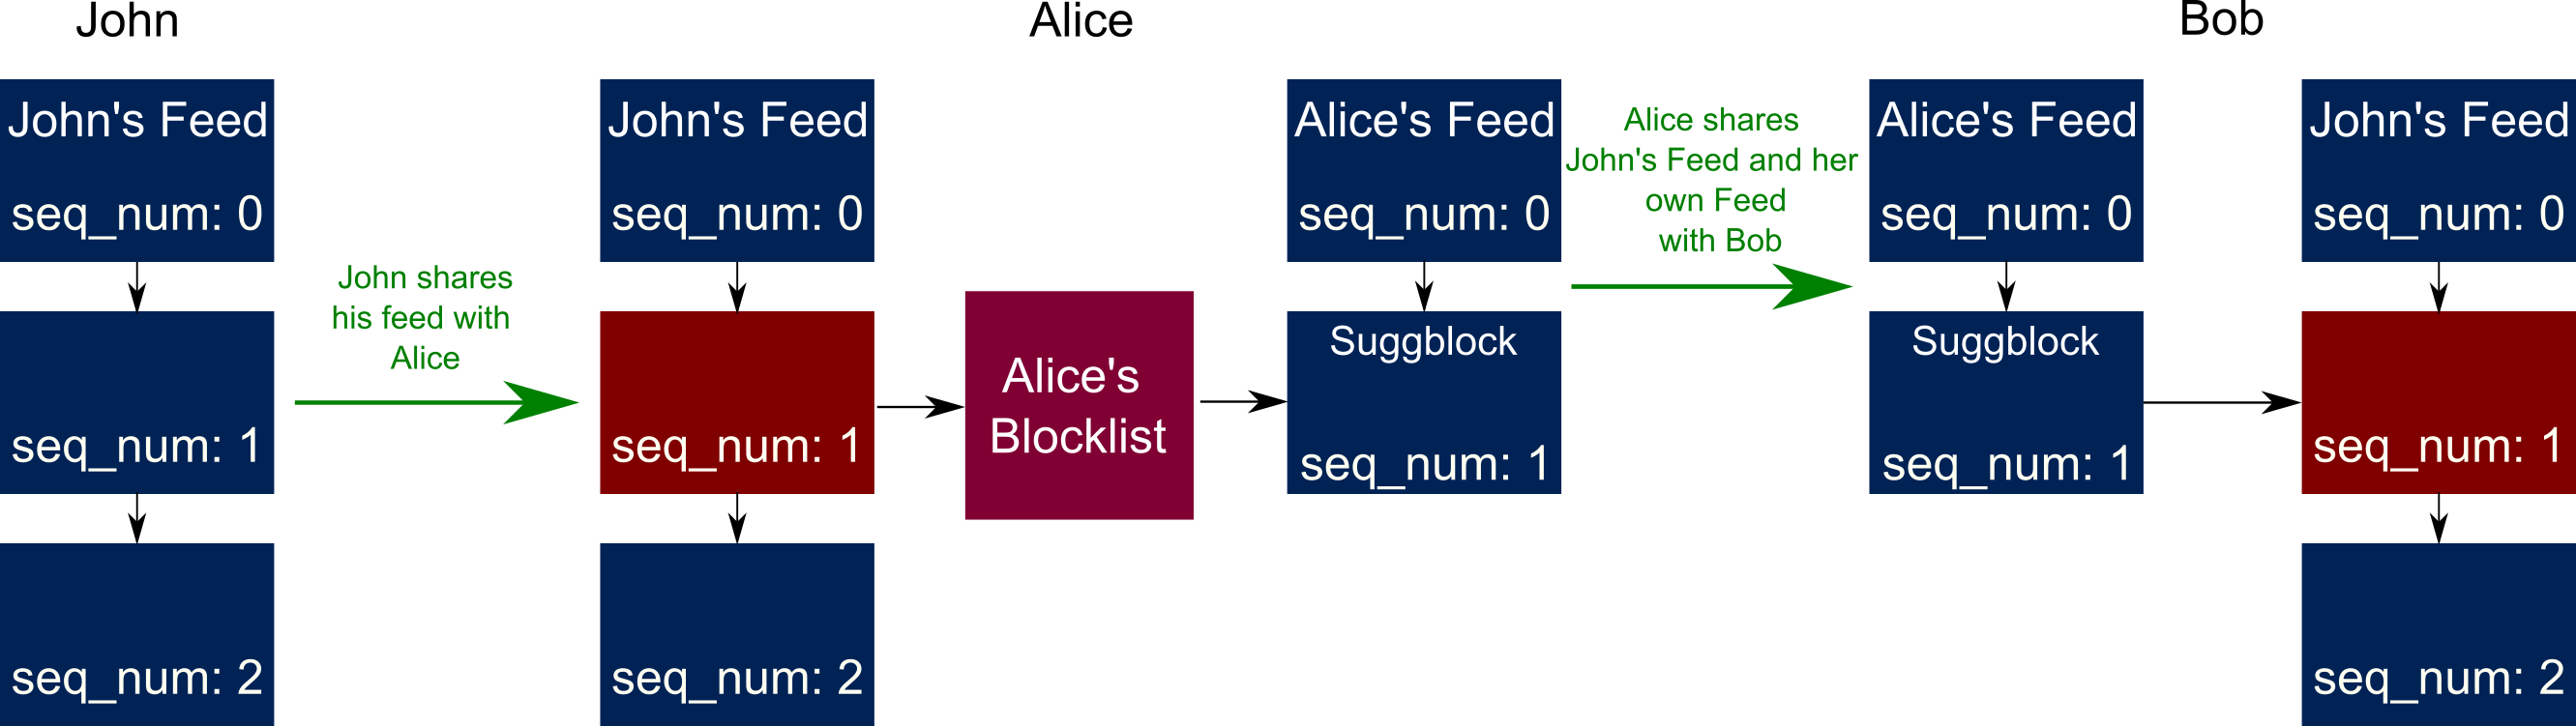 John
Alice
Bob
John's Feed
seq_num: 0
seq_num: 1
seq_num: 2
John shares
his feed with
Alice
John's Feed
seq_num: 0
seq_num: 1
seq_num: 2
Alice's
Blocklist
Alice's Feed
seq_num: 0
Suggblock
seq_num: 1
Alice shares
John's Feed and her
own Feed
with Bob
Alice's Feed
seq_num: 0
Suggblock
seq_num: 1
John's Feed
seq_num: 0
seq_num: 1
seq_num: 2